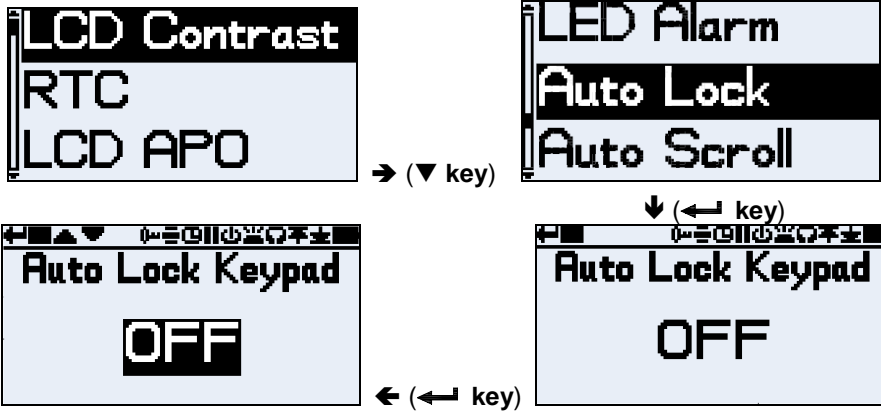 LCD Contrast
RTC
LCD APO
➔ (▼ key)
LED Alarm
Auto Lock
Auto Scroll
🡻 (⟵ key)
Auto Lock Keypad
OFF
🡸 (⟵ key)
Auto Lock Keypad
OFF